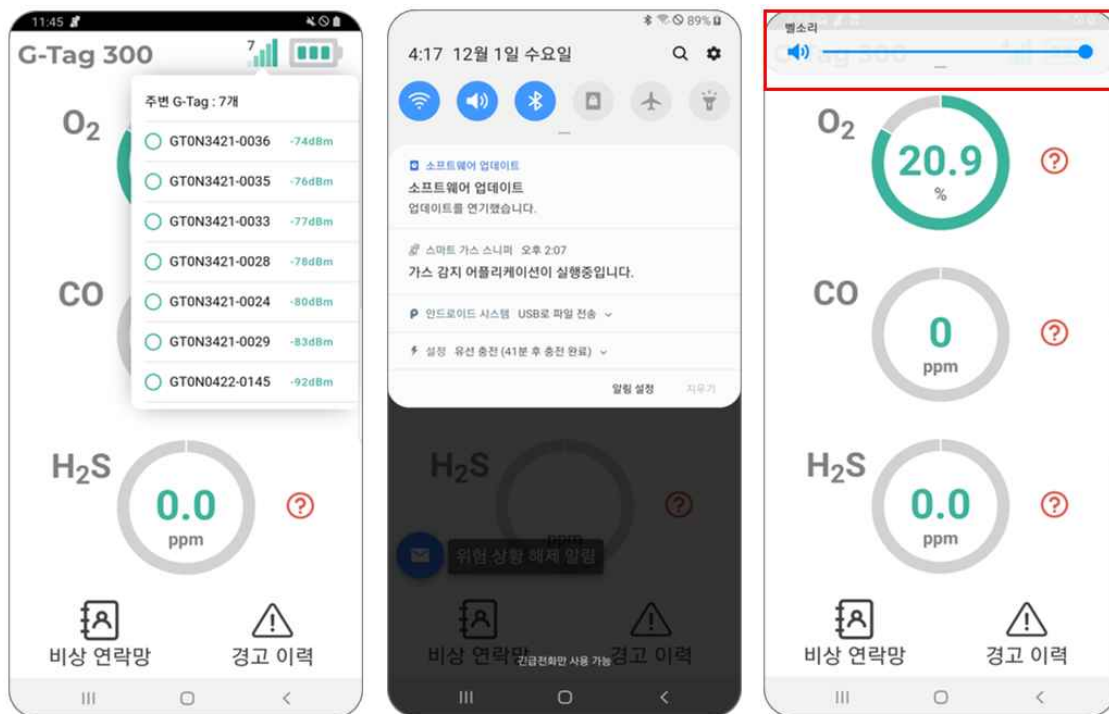 11:45
G-Tag 300
7
주변 G-Tag : 7개
GT0N3421-0036 -74dBm
GT0N3421-0035 -76dBm
GT0N3421-0033 -77dBm
GT0N3421-0028 -78dBm
GT0N3421-0024 -80dBm
GT0N3421-0029 -83dBm
GT0N0422-0145 -92dBm
O2
CO
H2S
0.0
ppm
?
비상 연락망
경고 이력
89%
4:17 12월 1일 수요일
소프트웨어 업데이트
소프트웨어 업데이트
업데이트를 연기했습니다.
스마트 가스 스니퍼 오후 2:07
가스 감지 어플리케이션이 실행중입니다.
안드로이드 시스템 USB로 파일 전송
설정 유선 충전 (41분 후 충전 완료)
알림 설정
지우기
H2S
?
ppm
위험 상황 해제 알림
비상 연락망
경고 이력
긴급전화만 사용 가능
벨소리
G-Tag 300
O2
20.9
%
?
CO
0
ppm
?
H2S
0.0
ppm
?
비상 연락망
경고 이력